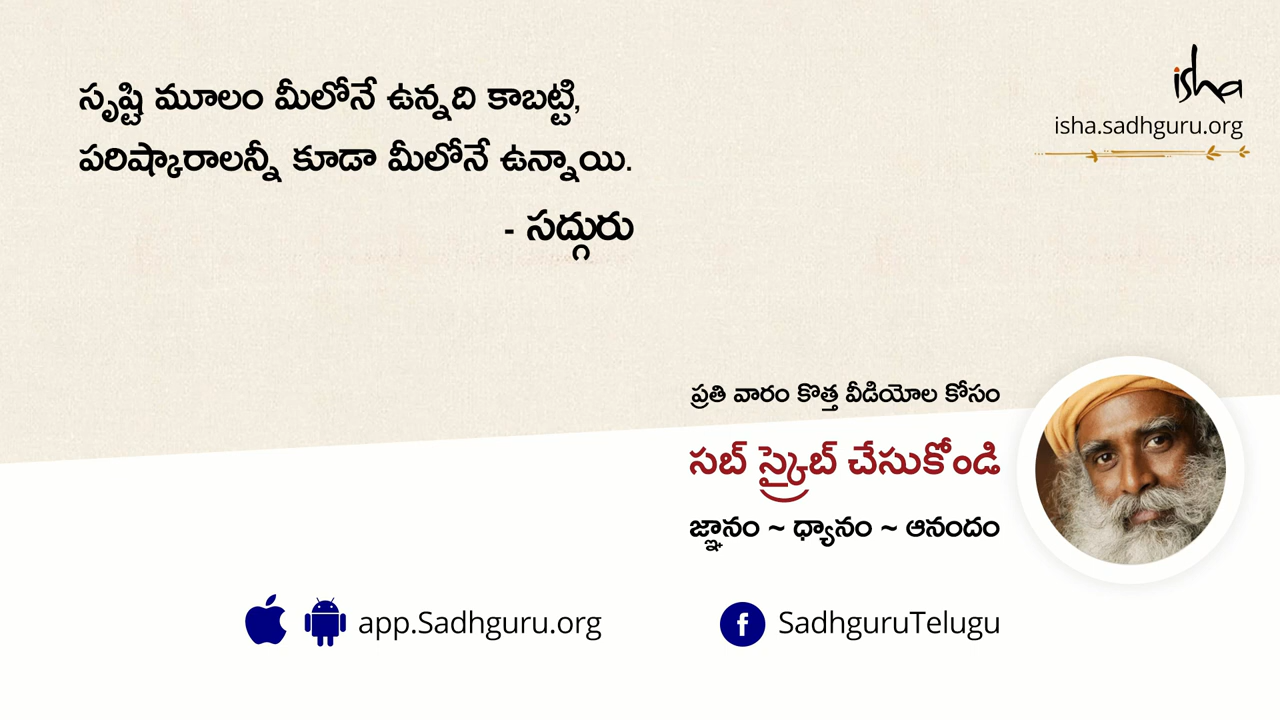 సృష్టి మూలం మీలోనే ఉన్నది కాబట్టి,
పరిష్కారాలన్నీ కూడా మీలోనే ఉన్నాయి.
- సద్గురు
isha
isha.sadhguru.org
ప్రతి వారం కొత్త వీడియోల కోసం
సబ్ స్క్రైబ్ చేసుకోండి
జ్ఞానం ~ ధ్యానం ~ ఆనందం
app.Sadhguru.org
f SadhguruTelugu